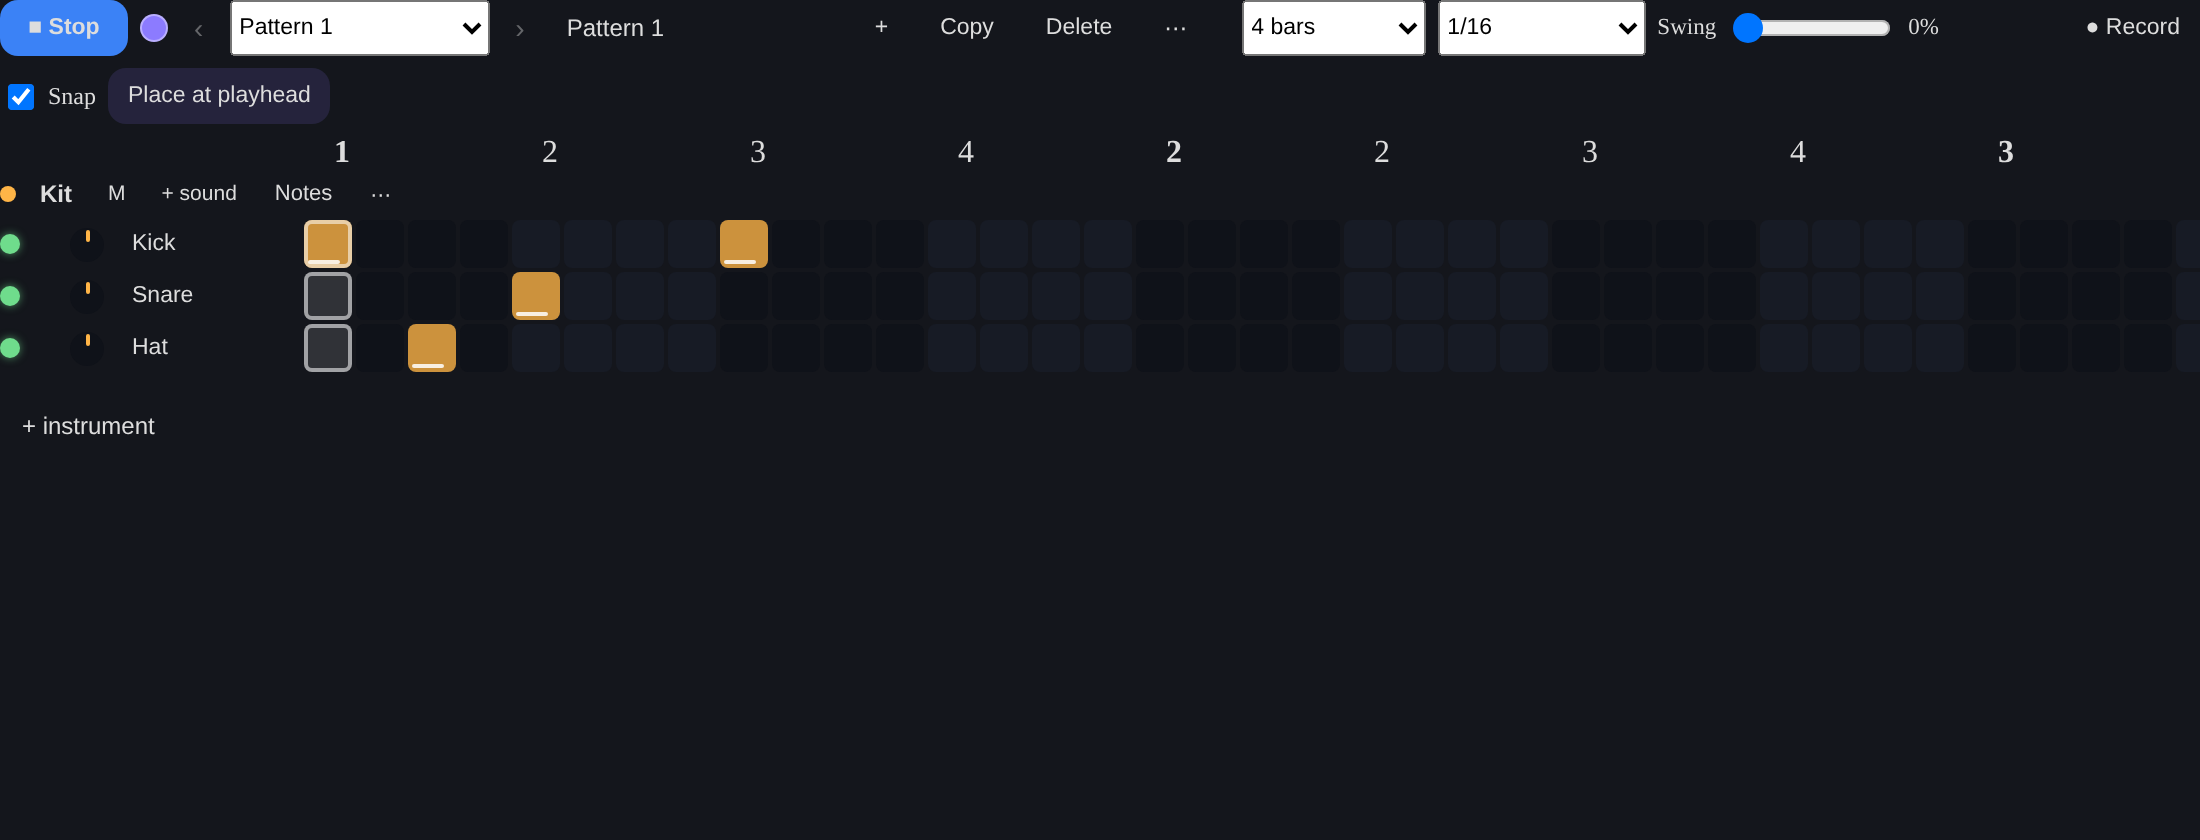 ■ Stop ‹ Pattern 1 › Pattern 1 + Copy Delete ··· 4 bars 1/16 Swing 0% ● Record
Snap Place at playhead
1 2 3 4 2 2 3 4 3
Kit M + sound Notes ···
Kick
Snare
Hat
+ instrument